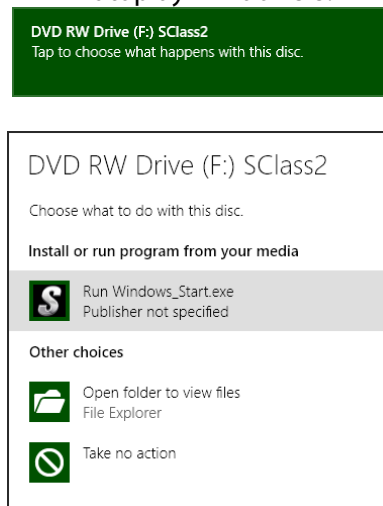 DVD RW Drive (F:) SClass2
Tap to choose what happens with this disc.
DVD RW Drive (F:) SClass2
Choose what to do with this disc.
Install or run program from your media
S
Run Windows_Start.exe
Publisher not specified
Other choices
Open folder to view files
File Explorer
Take no action